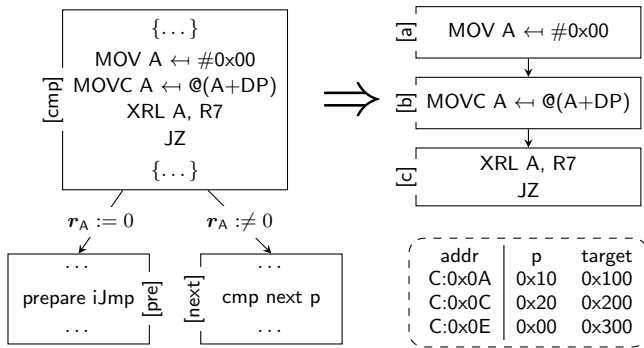 {...}
MOV A ↤ #0x00
MOVC A ↤ @(A+DP)
XRL A, R7
JZ
{...}
[cmp]
⇒
r_A := 0
r_A :≠ 0
...
prepare iJmp
...
[pre]
...
cmp next p
...
[next]
[a]
MOV A ↤ #0x00
[b]
MOVC A ↤ @(A+DP)
[c]
XRL A, R7
JZ
addr p target
C:0x0A 0x10 0x100
C:0x0C 0x20 0x200
C:0x0E 0x00 0x300